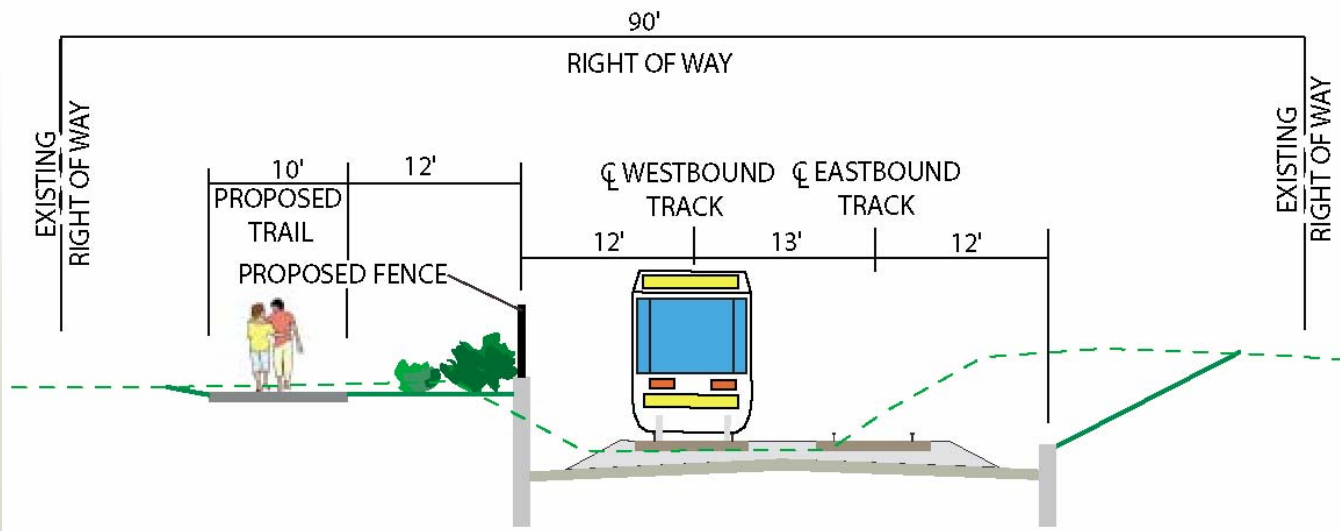 90'
RIGHT OF WAY
EXISTING
RIGHT OF WAY
EXISTING
RIGHT OF WAY
10'
12'
PROPOSED
TRAIL
PROPOSED FENCE
℄ WESTBOUND
TRACK
℄ EASTBOUND
TRACK
12'
13'
12'